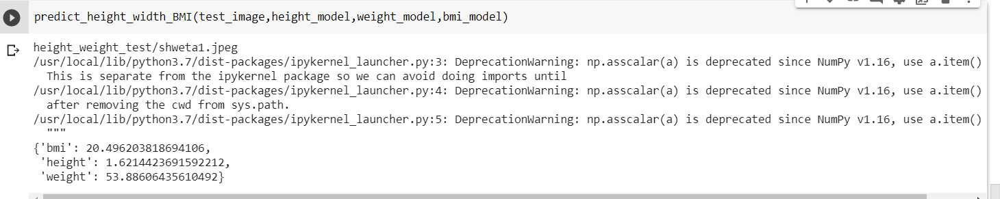 predict_height_width_BMI(test_image,height_model,weight_model,bmi_model)
height_weight_test/shweta1.jpeg
/usr/local/lib/python3.7/dist-packages/ipykernel_launcher.py:3: DeprecationWarning: np.asscalar(a) is deprecated since NumPy v1.16, use a.item()
  This is separate from the ipykernel package so we can avoid doing imports until
/usr/local/lib/python3.7/dist-packages/ipykernel_launcher.py:4: DeprecationWarning: np.asscalar(a) is deprecated since NumPy v1.16, use a.item()
  after removing the cwd from sys.path.
/usr/local/lib/python3.7/dist-packages/ipykernel_launcher.py:5: DeprecationWarning: np.asscalar(a) is deprecated since NumPy v1.16, use a.item()
  """
{'bmi': 20.496203818694106,
 'height': 1.6214423691592212,
 'weight': 53.88606435610492}